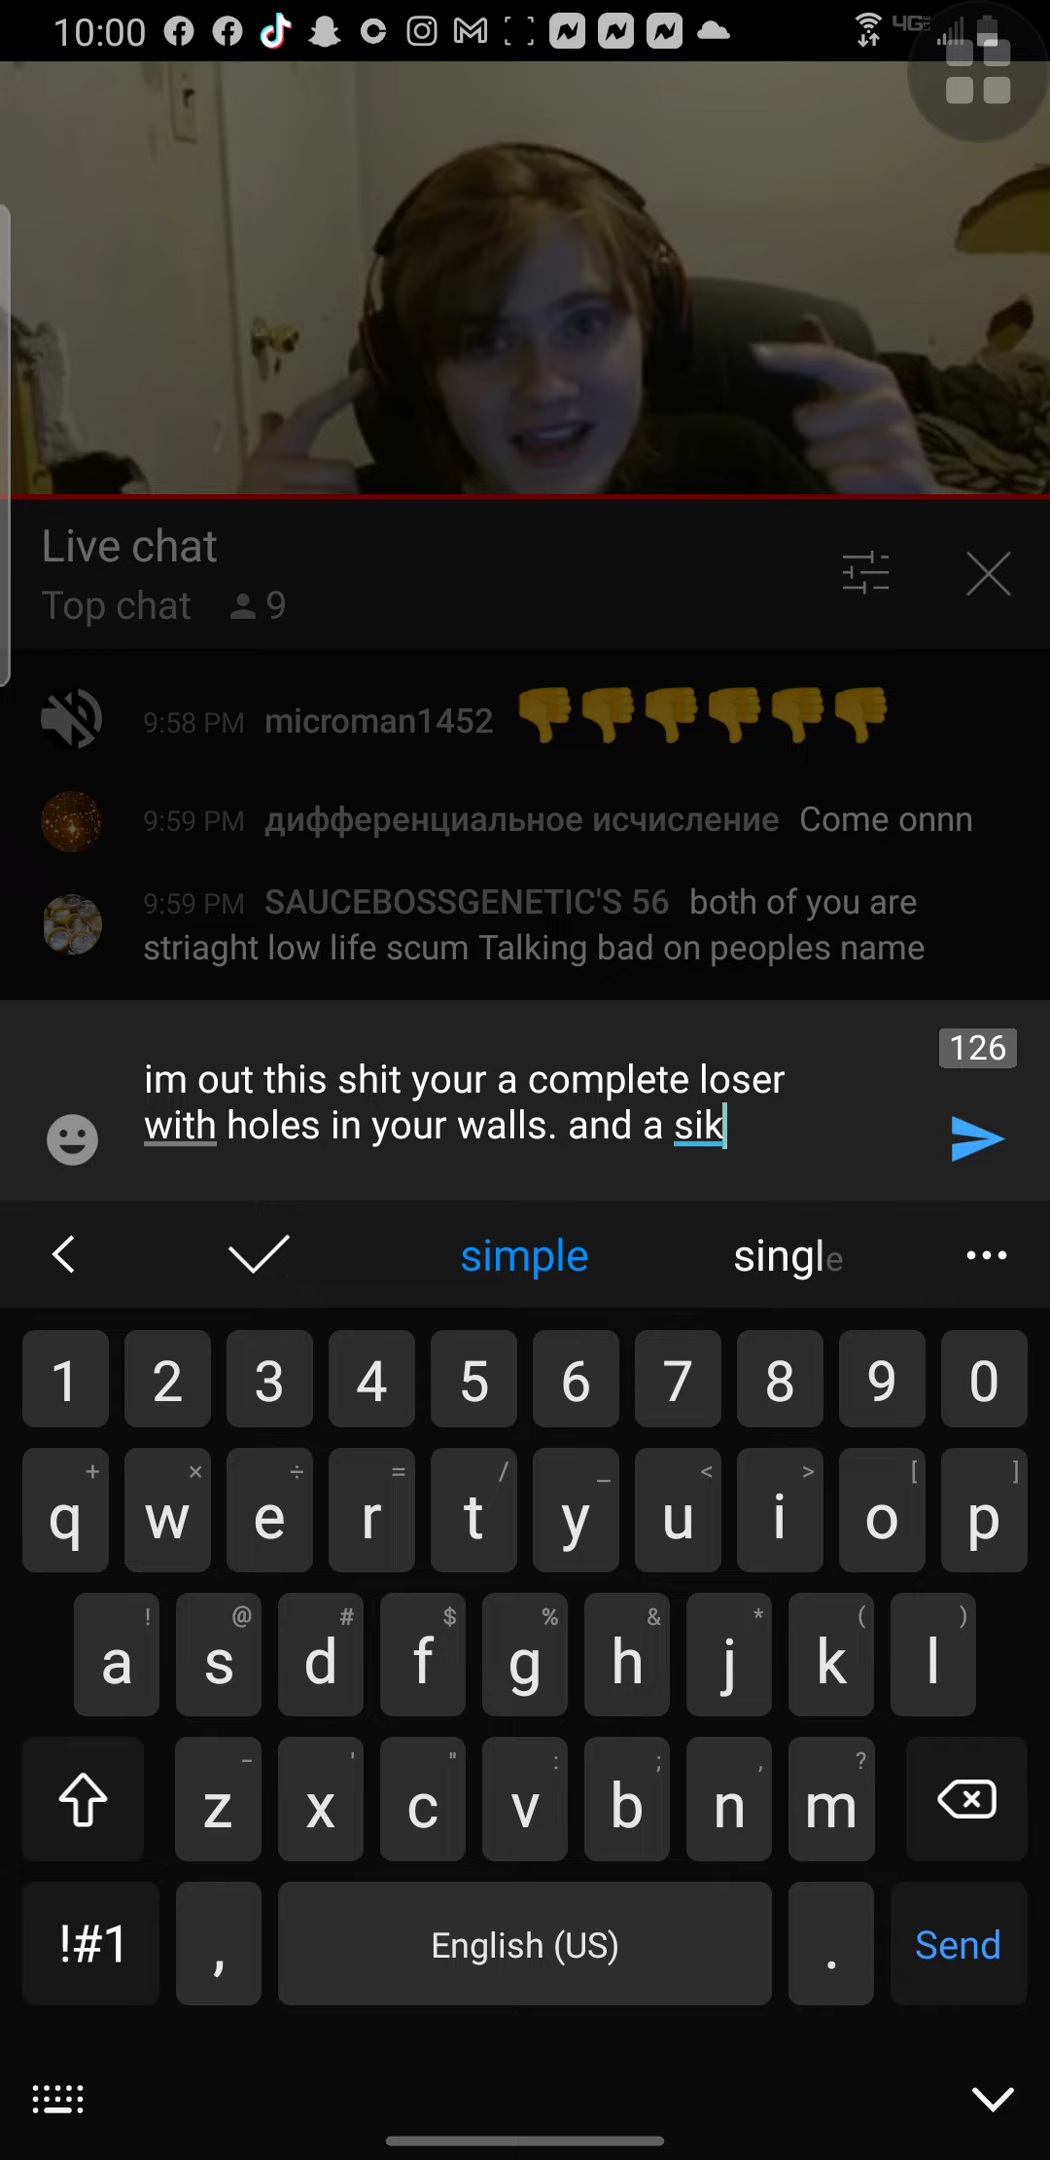 10:00 4G
Live chat
Top chat 9
9:58 PM microman1452 👎👎👎👎👎👎
9:59 PM дифференциальное исчисление Come onnn
9:59 PM SAUCEBOSSGENETIC'S 56 both of you are
striaght low life scum Talking bad on peoples name
126
im out this shit your a complete loser
with holes in your walls. and a sik
simple single
1 2 3 4 5 6 7 8 9 0
+ × ÷ = / _ < > [ ]
q w e r t y u i o p
! @ # $ % & * ( )
a s d f g h j k l
- ' " : ; , ?
z x c v b n m
!#1 , English (US) . Send